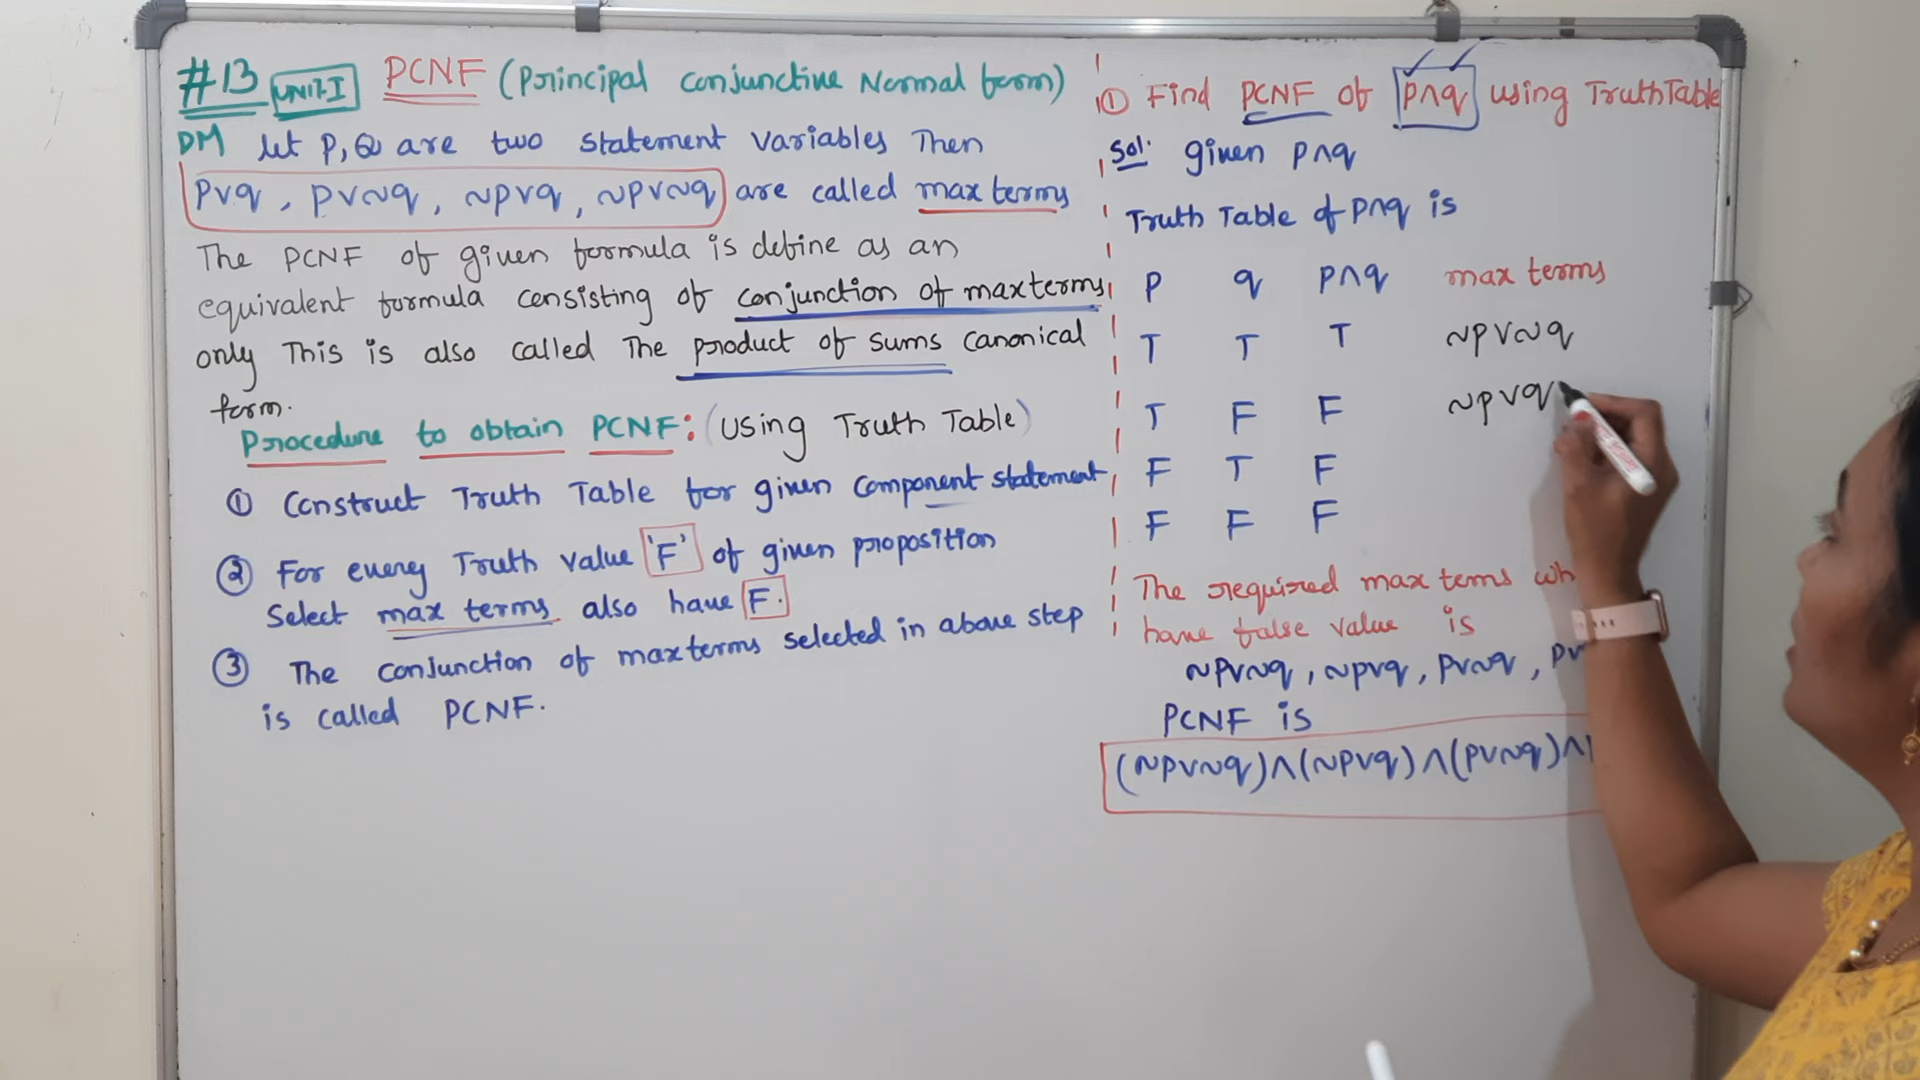 #13 UNIT-I PCNF (Principal Conjunctive Normal form)
DM let P, Q are two statement variables Then
p∨q, p∨~q, ~p∨q, ~p∨~q are called max terms
The PCNF of given formula is define as an
equivalent formula consisting of conjunction of maxterms
only This is also called The product of sums canonical
form.
Procedure to obtain PCNF: (Using Truth Table)
① Construct Truth Table for given component statement
② For every Truth value 'F' of given proposition
Select max terms also have F.
③ The conjunction of maxterms selected in above step
is called PCNF.
① Find PCNF of p∧q using Truth Table
Sol: given p∧q
Truth Table of p∧q is
P q p∧q max terms
T T T ~p∨~q
T F F ~p∨q
F T F
F F F
The required max tems
have false value is
~p∨~q, ~p∨q, p∨~q,
PCNF is
(~p∨~q)∧(~p∨q)∧(p∨~q)∧